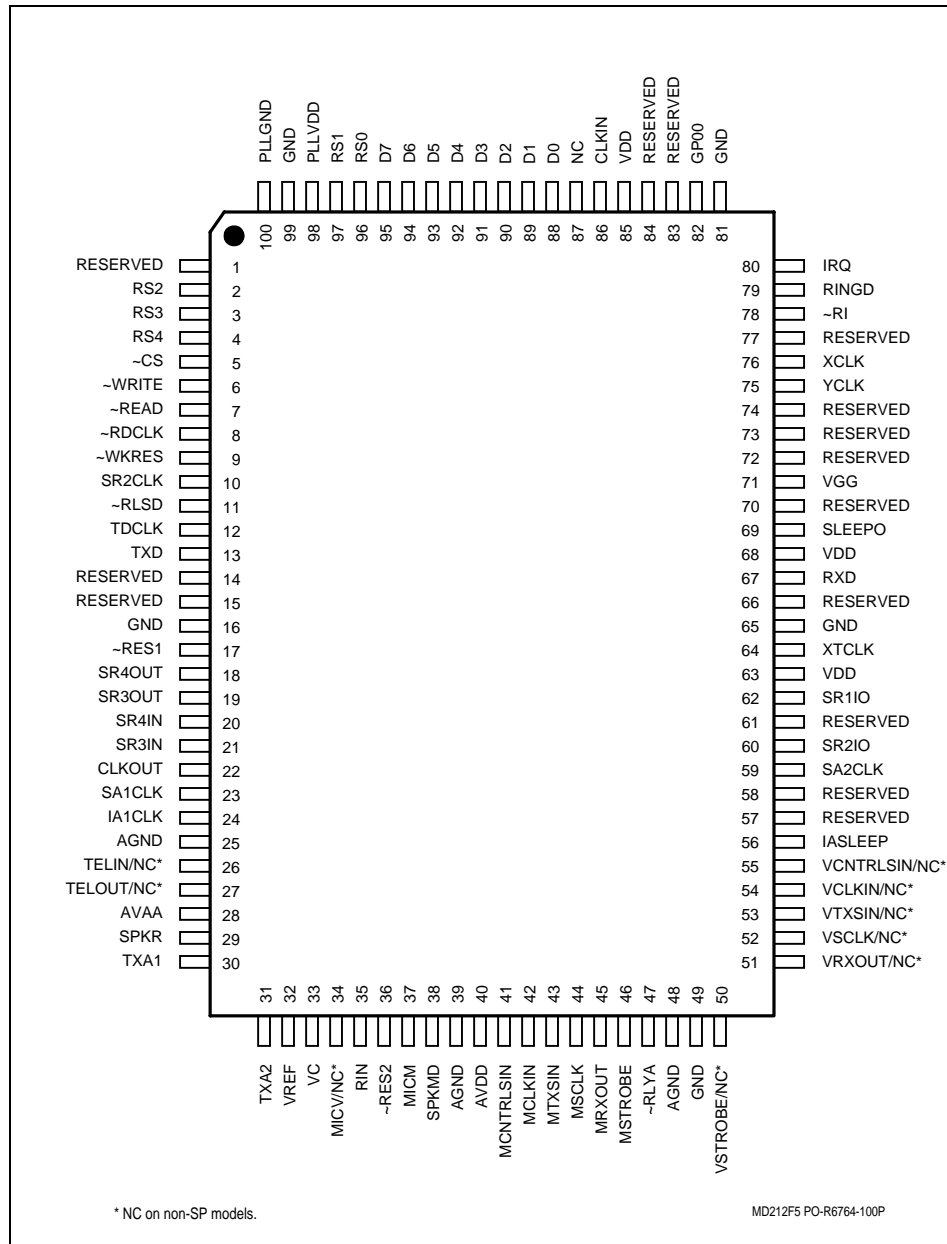 PLLGND
GND
PLLVDD
RS1
RS0
D7
D6
D5
D4
D3
D2
D1
D0
NC
CLKIN
VDD
RESERVED
RESERVED
GP00
GND
100
99
98
97
96
95
94
93
92
91
90
89
88
87
86
85
84
83
82
81
RESERVED 1
RS2 2
RS3 3
RS4 4
~CS 5
~WRITE 6
~READ 7
~RDCLK 8
~WKRES 9
SR2CLK 10
~RLSD 11
TDCLK 12
TXD 13
RESERVED 14
RESERVED 15
GND 16
~RES1 17
SR4OUT 18
SR3OUT 19
SR4IN 20
SR3IN 21
CLKOUT 22
SA1CLK 23
IA1CLK 24
AGND 25
TELIN/NC* 26
TELOUT/NC* 27
AVAA 28
SPKR 29
TXA1 30
80 IRQ
79 RINGD
78 ~RI
77 RESERVED
76 XCLK
75 YCLK
74 RESERVED
73 RESERVED
72 RESERVED
71 VGG
70 RESERVED
69 SLEEPO
68 VDD
67 RXD
66 RESERVED
65 GND
64 XTCLK
63 VDD
62 SR1IO
61 RESERVED
60 SR2IO
59 SA2CLK
58 RESERVED
57 RESERVED
56 IASLEEP
55 VCNTRLSIN/NC*
54 VCLKIN/NC*
53 VTXSIN/NC*
52 VSCLK/NC*
51 VRXOUT/NC*
31
32
33
34
35
36
37
38
39
40
41
42
43
44
45
46
47
48
49
50
TXA2
VREF
VC
MICV/NC*
RIN
~RES2
MICM
SPKMD
AGND
AVDD
MCNTRLSIN
MCLKIN
MTXSIN
MSCLK
MRXOUT
MSTROBE
~RLYA
AGND
GND
VSTROBE/NC*
* NC on non-SP models.
MD212F5 PO-R6764-100P